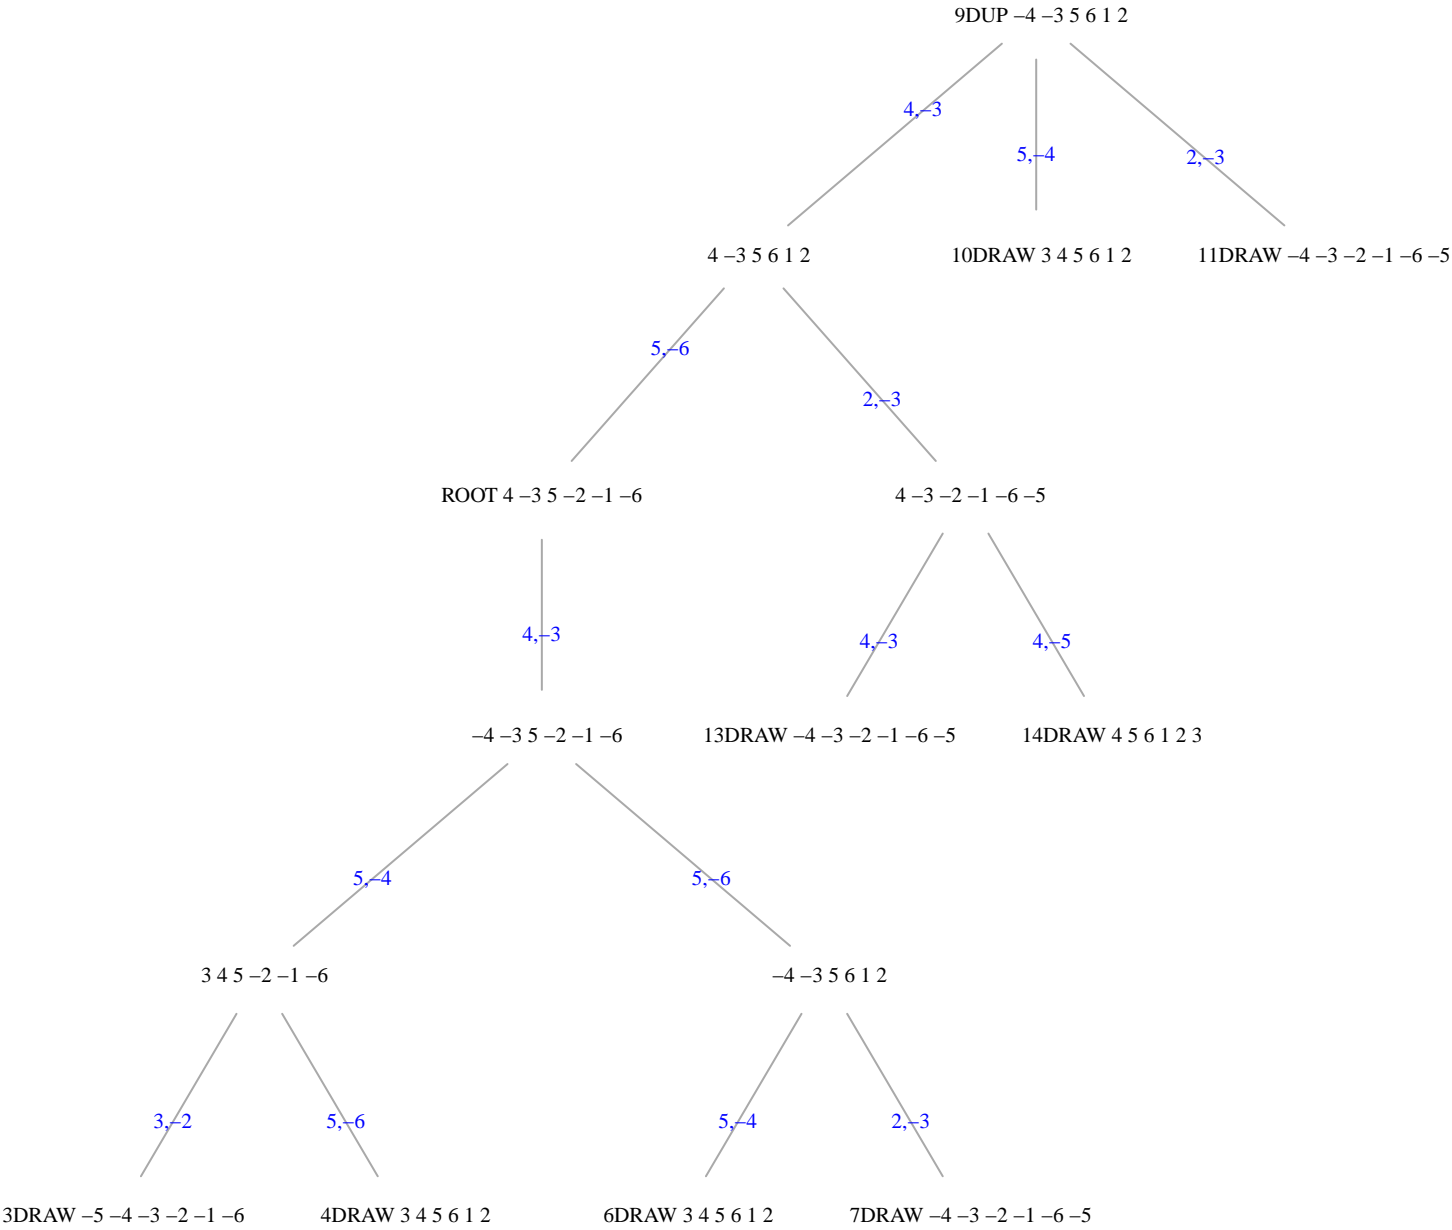 9DUP –4 –3 5 6 1 2
4,–3
5,–4
2,–3
4 –3 5 6 1 2
10DRAW 3 4 5 6 1 2
11DRAW –4 –3 –2 –1 –6 –5
5,–6
2,–3
ROOT 4 –3 5 –2 –1 –6
4 –3 –2 –1 –6 –5
4,–3
4,–3
4,–5
–4 –3 5 –2 –1 –6
13DRAW –4 –3 –2 –1 –6 –5
14DRAW 4 5 6 1 2 3
5,–4
5,–6
3 4 5 –2 –1 –6
–4 –3 5 6 1 2
3,–2
5,–6
5,–4
2,–3
3DRAW –5 –4 –3 –2 –1 –6
4DRAW 3 4 5 6 1 2
6DRAW 3 4 5 6 1 2
7DRAW –4 –3 –2 –1 –6 –5